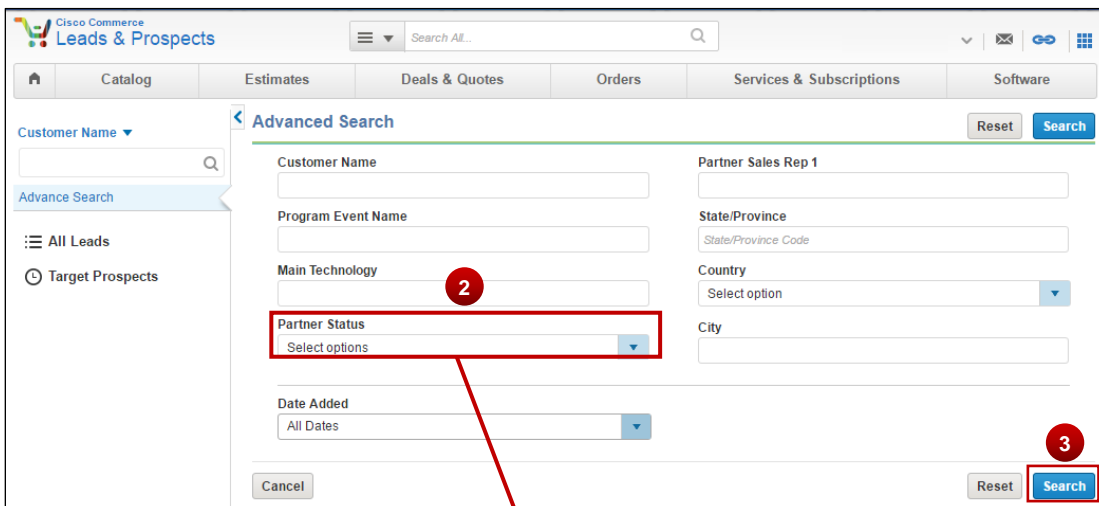 Cisco Commerce
Leads & Prospects
Search All...
Catalog Estimates Deals & Quotes Orders Services & Subscriptions Software
Customer Name
Advance Search
All Leads
Target Prospects
Advanced Search
Reset Search
Customer Name Partner Sales Rep 1
Program Event Name State/Province
State/Province Code
Main Technology Country
2 Select option
Partner Status City
Select options
Date Added
All Dates
3
Cancel Reset Search